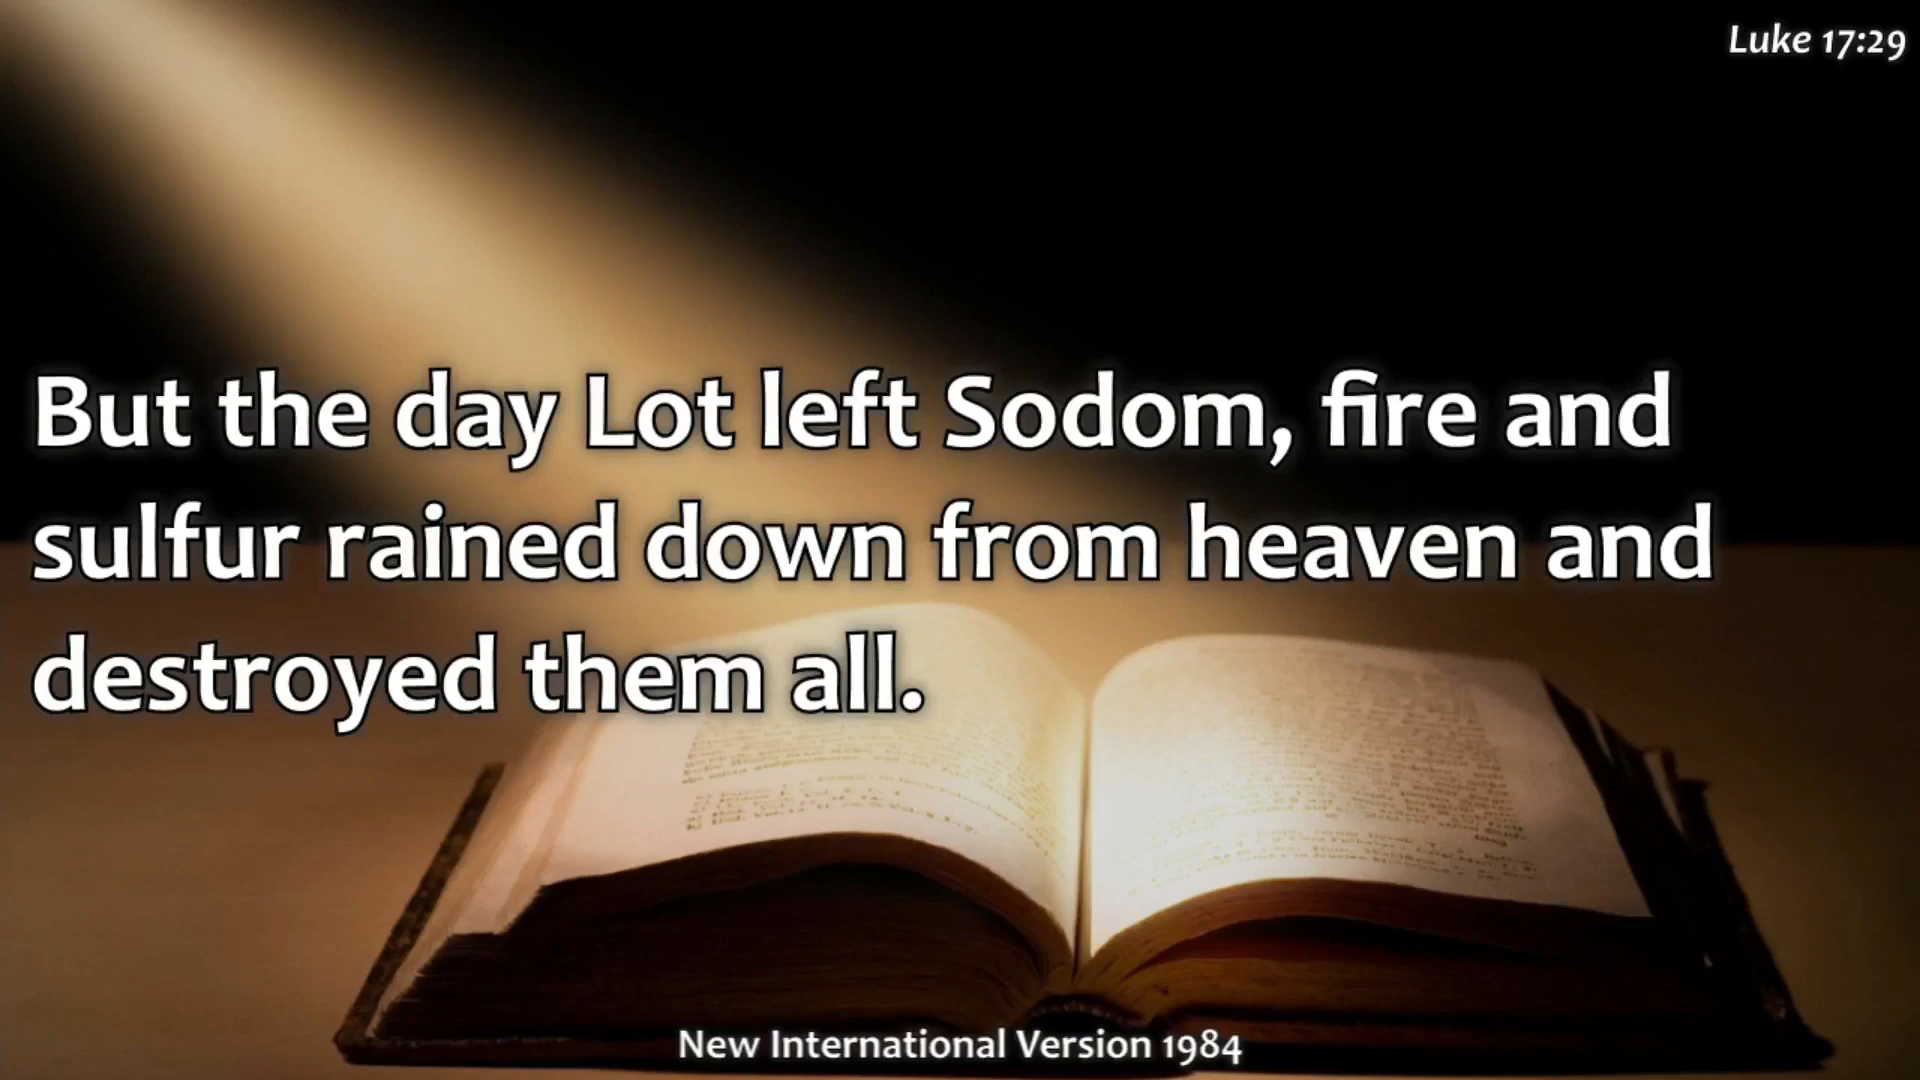 Luke 17:29
But the day Lot left Sodom, fire and
sulfur rained down from heaven and
destroyed them all.
New International Version 1984